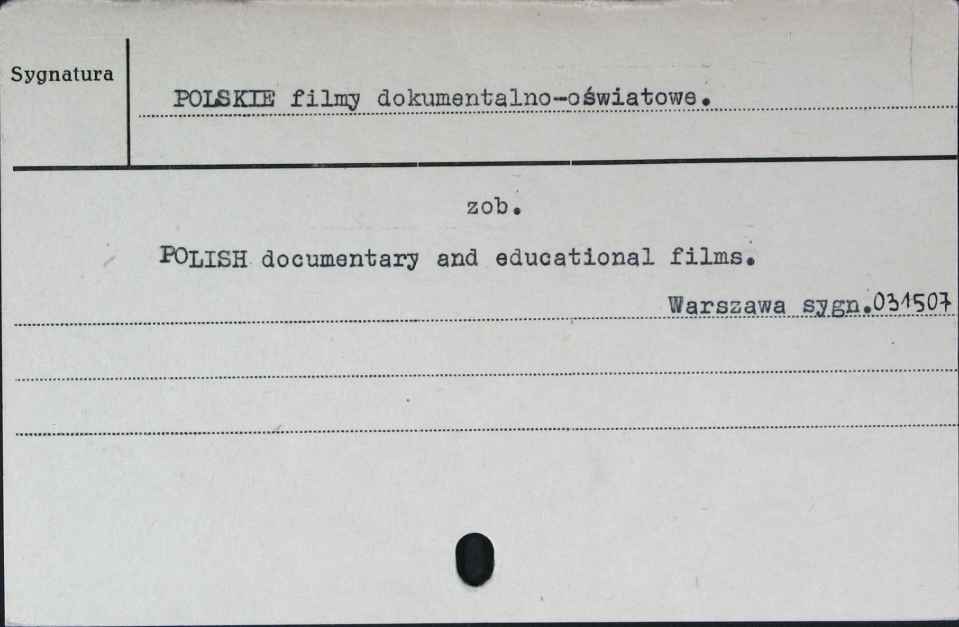 Sygnatura
POLSKIE filmy dokumentalno-oświatowe.
zob.
POLISH documentary and educational films.
Warszawa sygn.031507